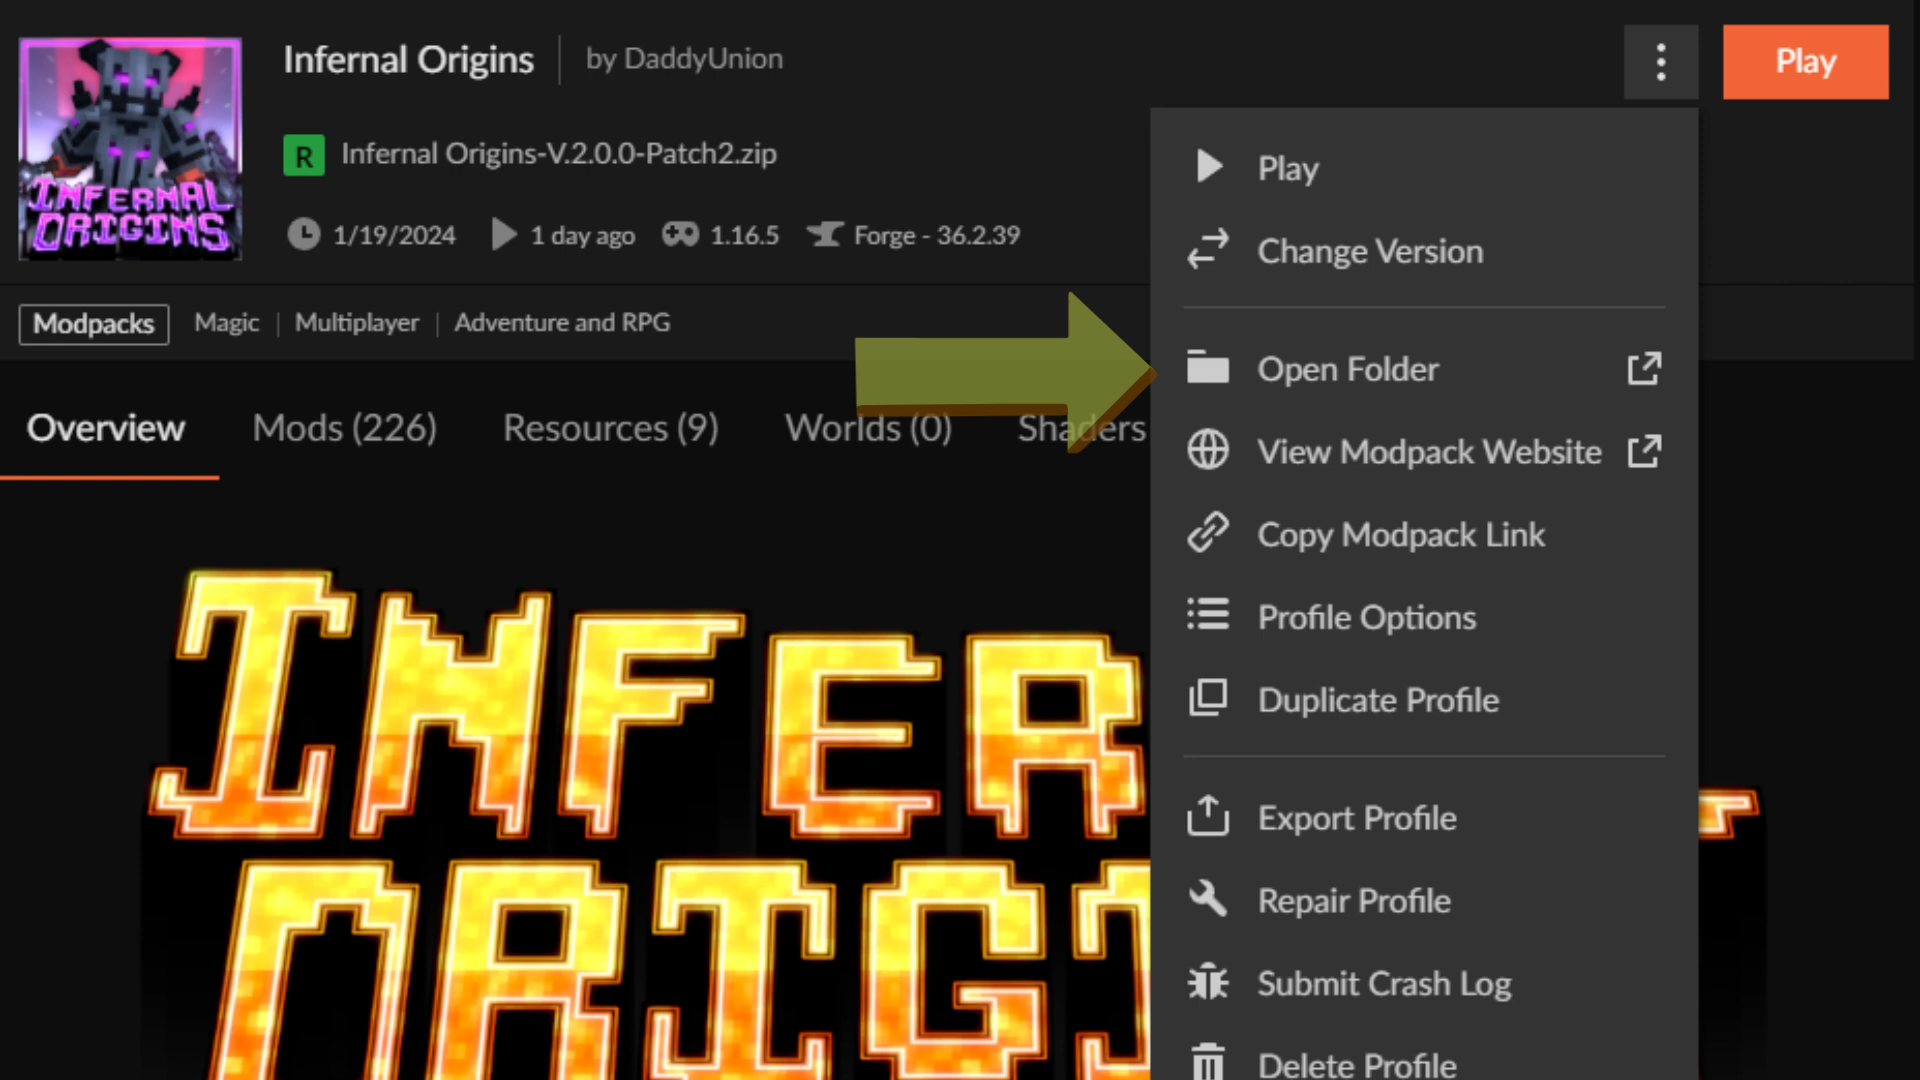 Infernal Origins by DaddyUnion
Play
R Infernal Origins-V.2.0.0-Patch2.zip
1/19/2024 1 day ago 1.16.5 Forge - 36.2.39
INFERNAL
ORIGINS
Modpacks Magic | Multiplayer | Adventure and RPG
Overview Mods (226) Resources (9) Worlds (0) Shaders
Play
Change Version
Open Folder
View Modpack Website
Copy Modpack Link
Profile Options
Duplicate Profile
Export Profile
Repair Profile
Submit Crash Log
Delete Profile
INFER
ORIGI